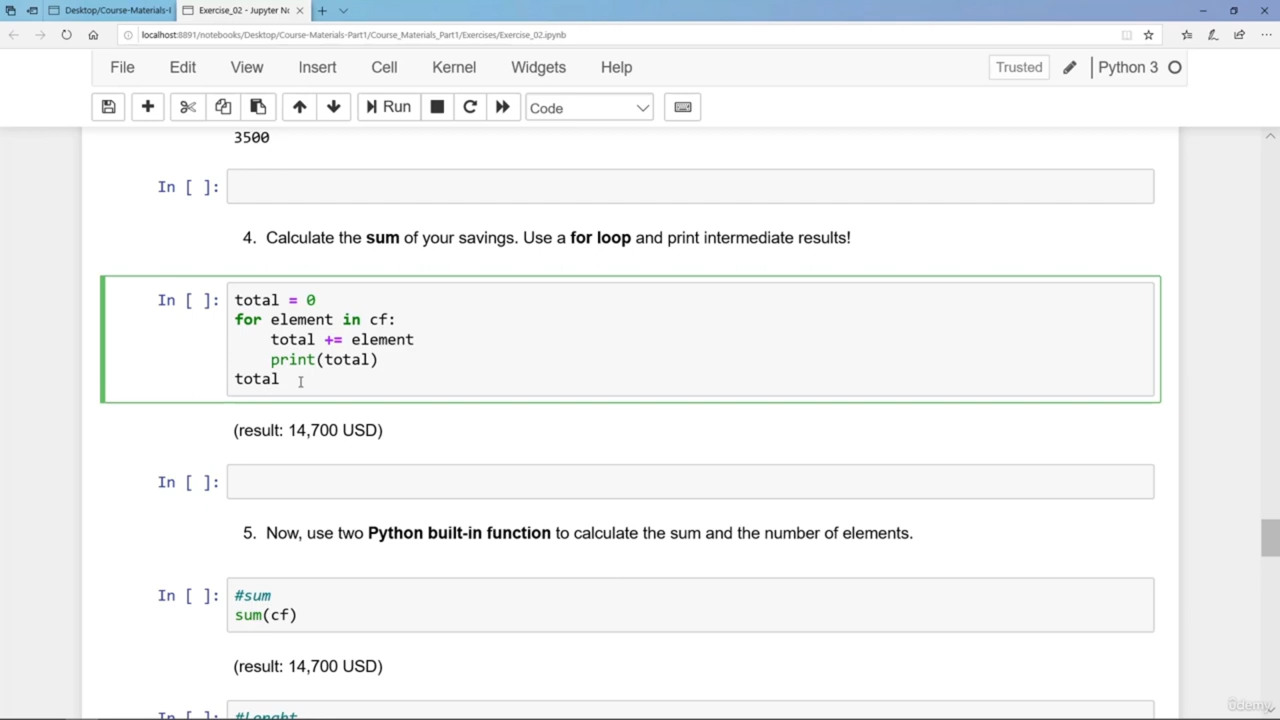 Desktop/Course-Materials-I
Exercise_02 - Jupyter No
localhost:8891/notebooks/Desktop/Course-Materials-Part1/Course_Materials_Part1/Exercises/Exercise_02.ipynb
File Edit View Insert Cell Kernel Widgets Help Trusted Python 3
Run Code
3500
In [ ]:
4. Calculate the sum of your savings. Use a for loop and print intermediate results!
In [ ]: total = 0
for element in cf:
total += element
print(total)
total
(result: 14,700 USD)
In [ ]:
5. Now, use two Python built-in function to calculate the sum and the number of elements.
In [ ]: #sum
sum(cf)
(result: 14,700 USD)
In [ ]: #Lenght
Udemy